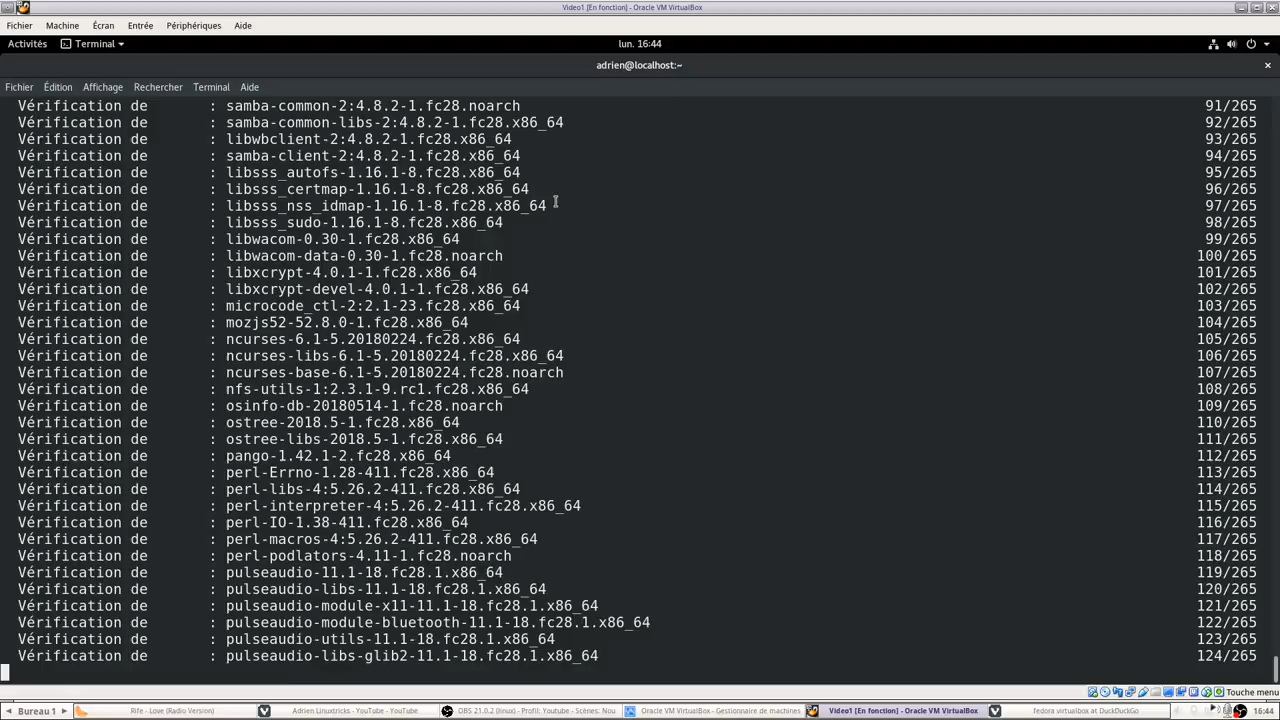 Video1 [En fonction] - Oracle VM VirtualBox
Fichier Machine Écran Entrée Périphériques Aide
Activités Terminal lun. 16:44
adrien@localhost:~
Fichier Édition Affichage Rechercher Terminal Aide
Vérification de : samba-common-2:4.8.2-1.fc28.noarch 91/265
Vérification de : samba-common-libs-2:4.8.2-1.fc28.x86_64 92/265
Vérification de : libwbclient-2:4.8.2-1.fc28.x86_64 93/265
Vérification de : samba-client-2:4.8.2-1.fc28.x86_64 94/265
Vérification de : libsss_autofs-1.16.1-8.fc28.x86_64 95/265
Vérification de : libsss_certmap-1.16.1-8.fc28.x86_64 96/265
Vérification de : libsss_nss_idmap-1.16.1-8.fc28.x86_64 97/265
Vérification de : libsss_sudo-1.16.1-8.fc28.x86_64 98/265
Vérification de : libwacom-0.30-1.fc28.x86_64 99/265
Vérification de : libwacom-data-0.30-1.fc28.noarch 100/265
Vérification de : libxcrypt-4.0.1-1.fc28.x86_64 101/265
Vérification de : libxcrypt-devel-4.0.1-1.fc28.x86_64 102/265
Vérification de : microcode_ctl-2:2.1-23.fc28.x86_64 103/265
Vérification de : mozjs52-52.8.0-1.fc28.x86_64 104/265
Vérification de : ncurses-6.1-5.20180224.fc28.x86_64 105/265
Vérification de : ncurses-libs-6.1-5.20180224.fc28.x86_64 106/265
Vérification de : ncurses-base-6.1-5.20180224.fc28.noarch 107/265
Vérification de : nfs-utils-1:2.3.1-9.rc1.fc28.x86_64 108/265
Vérification de : osinfo-db-20180514-1.fc28.noarch 109/265
Vérification de : ostree-2018.5-1.fc28.x86_64 110/265
Vérification de : ostree-libs-2018.5-1.fc28.x86_64 111/265
Vérification de : pango-1.42.1-2.fc28.x86_64 112/265
Vérification de : perl-Errno-1.28-411.fc28.x86_64 113/265
Vérification de : perl-libs-4:5.26.2-411.fc28.x86_64 114/265
Vérification de : perl-interpreter-4:5.26.2-411.fc28.x86_64 115/265
Vérification de : perl-IO-1.38-411.fc28.x86_64 116/265
Vérification de : perl-macros-4:5.26.2-411.fc28.x86_64 117/265
Vérification de : perl-podlators-4.11-1.fc28.noarch 118/265
Vérification de : pulseaudio-11.1-18.fc28.1.x86_64 119/265
Vérification de : pulseaudio-libs-11.1-18.fc28.1.x86_64 120/265
Vérification de : pulseaudio-module-x11-11.1-18.fc28.1.x86_64 121/265
Vérification de : pulseaudio-module-bluetooth-11.1-18.fc28.1.x86_64 122/265
Vérification de : pulseaudio-utils-11.1-18.fc28.1.x86_64 123/265
Vérification de : pulseaudio-libs-glib2-11.1-18.fc28.1.x86_64 124/265
Touche menu
Bureau 1 Rife - Love (Radio Version) Adrien Linuxtricks - YouTube - YouTube OBS 21.0.2 (linux) - Profil: Youtube - Scènes: Nou Oracle VM VirtualBox - Gestionnaire de machines Video1 [En fonction] - Oracle VM VirtualBox fedora virtualbox at DuckDuckGo 16:44